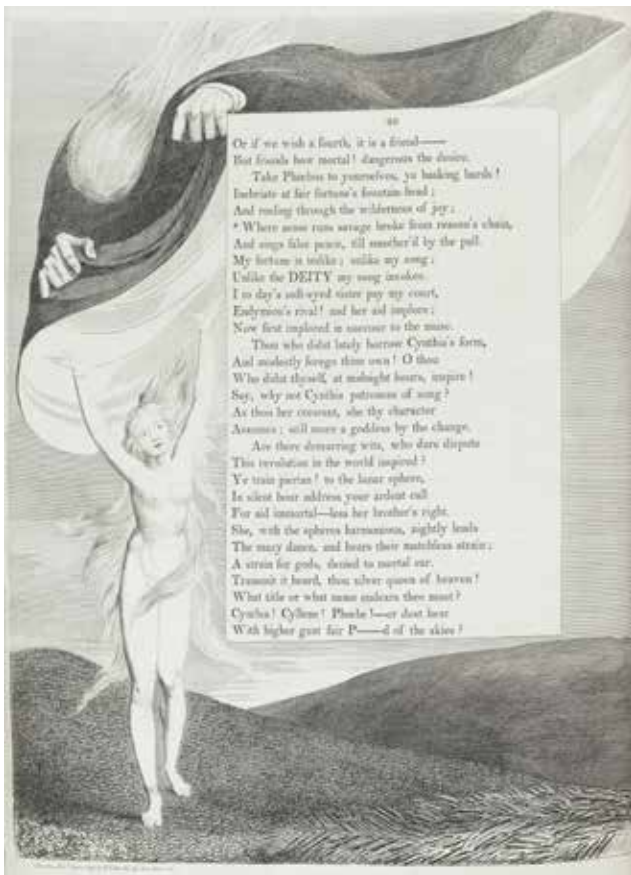 Or if we wish a fourth, it is a friend——
But friends how mortal! dangerous the desire.
Take Phœbus to yourselves, ye basking bards!
Inebriate at fair fortune's fountain-head;
And reeling through the wilderness of joy;
* Where sense runs savage broke from reason's chain,
And sings false peace, till smother'd by the pall.
My fortune is unlike; unlike my song;
Unlike the DEITY my song invokes.
I to day's soft-eyed sister pay my court,
Endymion's rival! and her aid implore;
Now first implored in succour to the muse.
Thou who didst lately borrow Cynthia's form,
And modestly forego thine own! O thou
Who didst thyself, at midnight hours, inspire!
Say, why not Cynthia patroness of song?
As thou her crescent, she thy character
Assumes; still more a goddess by the change.
Are there demurring wits, who dare dispute
This revolution in the world inspired?
Ye train pierian! to the lunar sphere,
In silent hour address your ardent call
For aid immortal—less her brother's right.
She, with the spheres harmonious, nightly leads
The mazy dance, and hears their matchless strain;
A strain for gods, denied to mortal ear.
Transmit it heard, thou silver queen of heaven!
What title or what name endears thee most?
Cynthia! Cyllene! Phœbe!—or dost hear
With higher gust fair P——d of the skies?